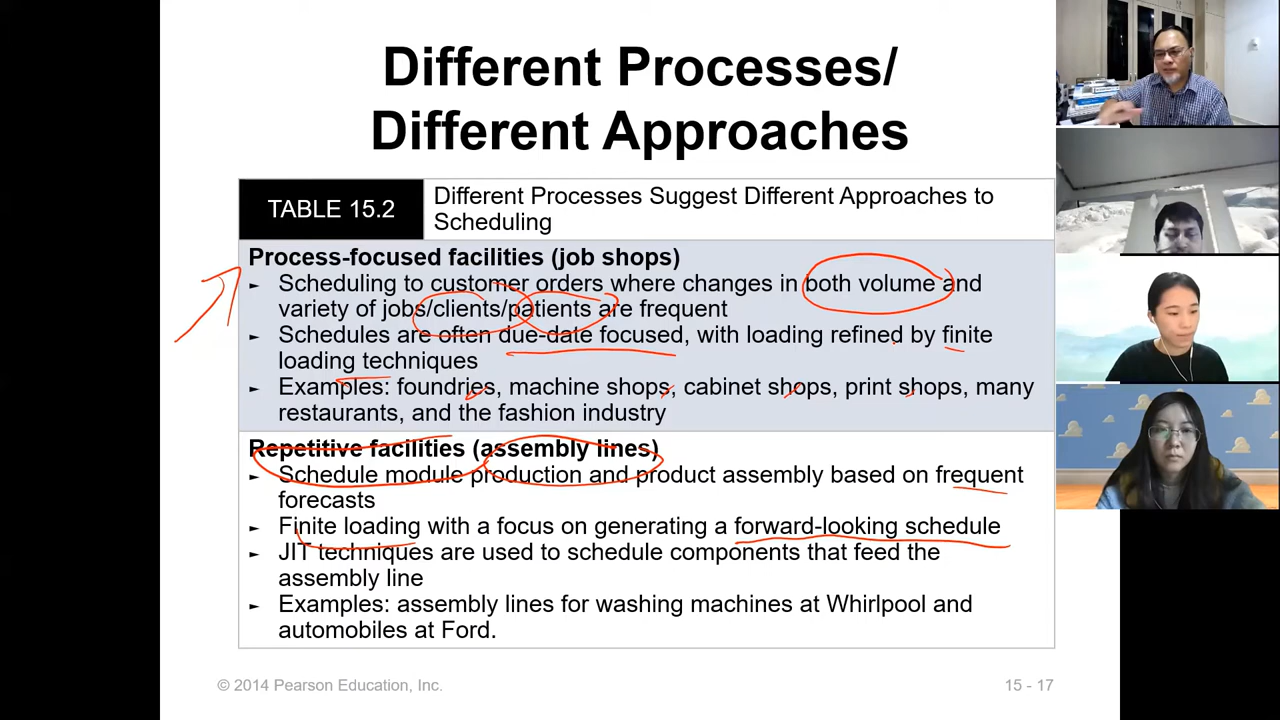 Different Processes/
Different Approaches
TABLE 15.2
Different Processes Suggest Different Approaches to
Scheduling
Process-focused facilities (job shops)
► Scheduling to customer orders where changes in both volume and
variety of jobs/clients/patients are frequent
► Schedules are often due-date focused, with loading refined by finite
loading techniques
► Examples: foundries, machine shops, cabinet shops, print shops, many
restaurants, and the fashion industry
Repetitive facilities (assembly lines)
► Schedule module production and product assembly based on frequent
forecasts
► Finite loading with a focus on generating a forward-looking schedule
► JIT techniques are used to schedule components that feed the
assembly line
► Examples: assembly lines for washing machines at Whirlpool and
automobiles at Ford.
© 2014 Pearson Education, Inc.
15 - 17